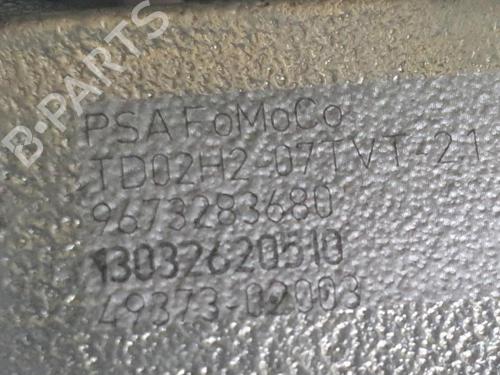 B-PARTS
PSA FoMoCo
TD02H2-07TVT-21
9673283680
13032620510
49373-02003